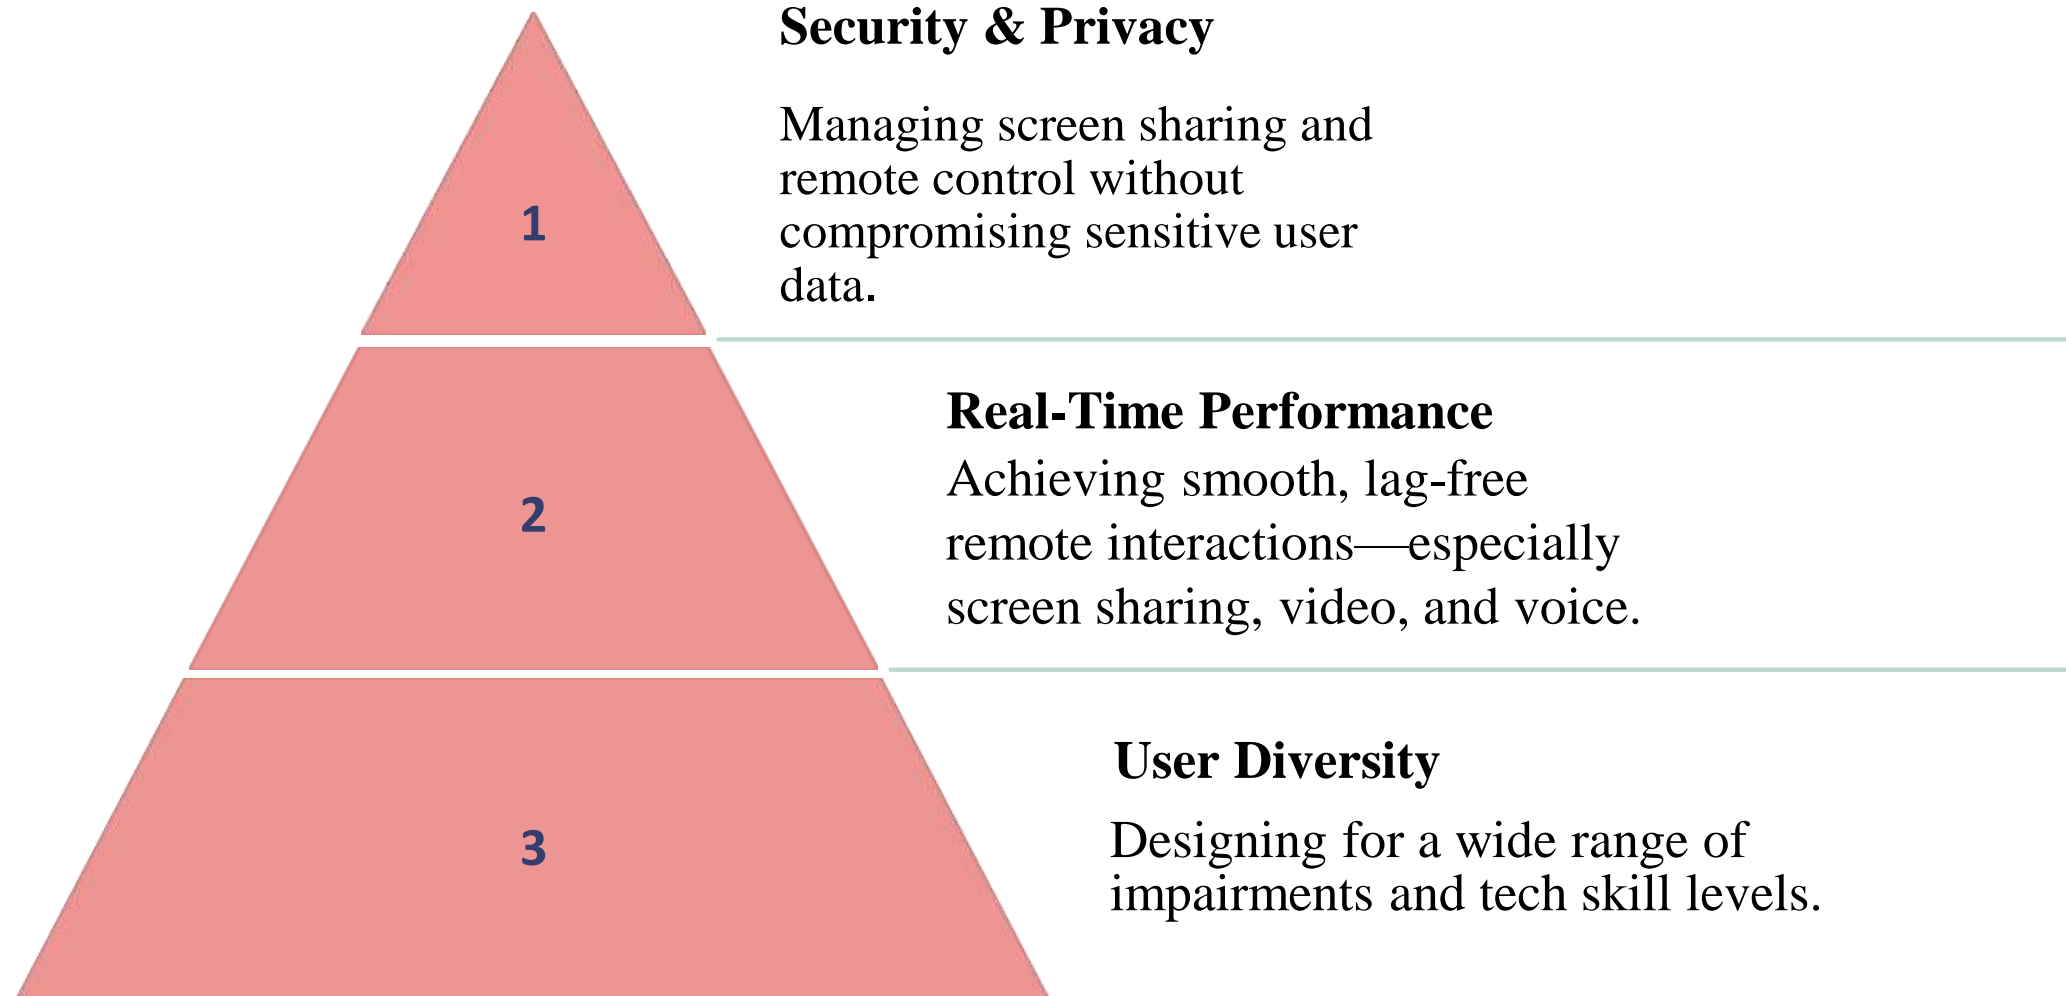 Security & Privacy
Managing screen sharing and
remote control without
compromising sensitive user
data.
1
Real-Time Performance
Achieving smooth, lag-free
remote interactions—especially
screen sharing, video, and voice.
2
User Diversity
Designing for a wide range of
impairments and tech skill levels.
3